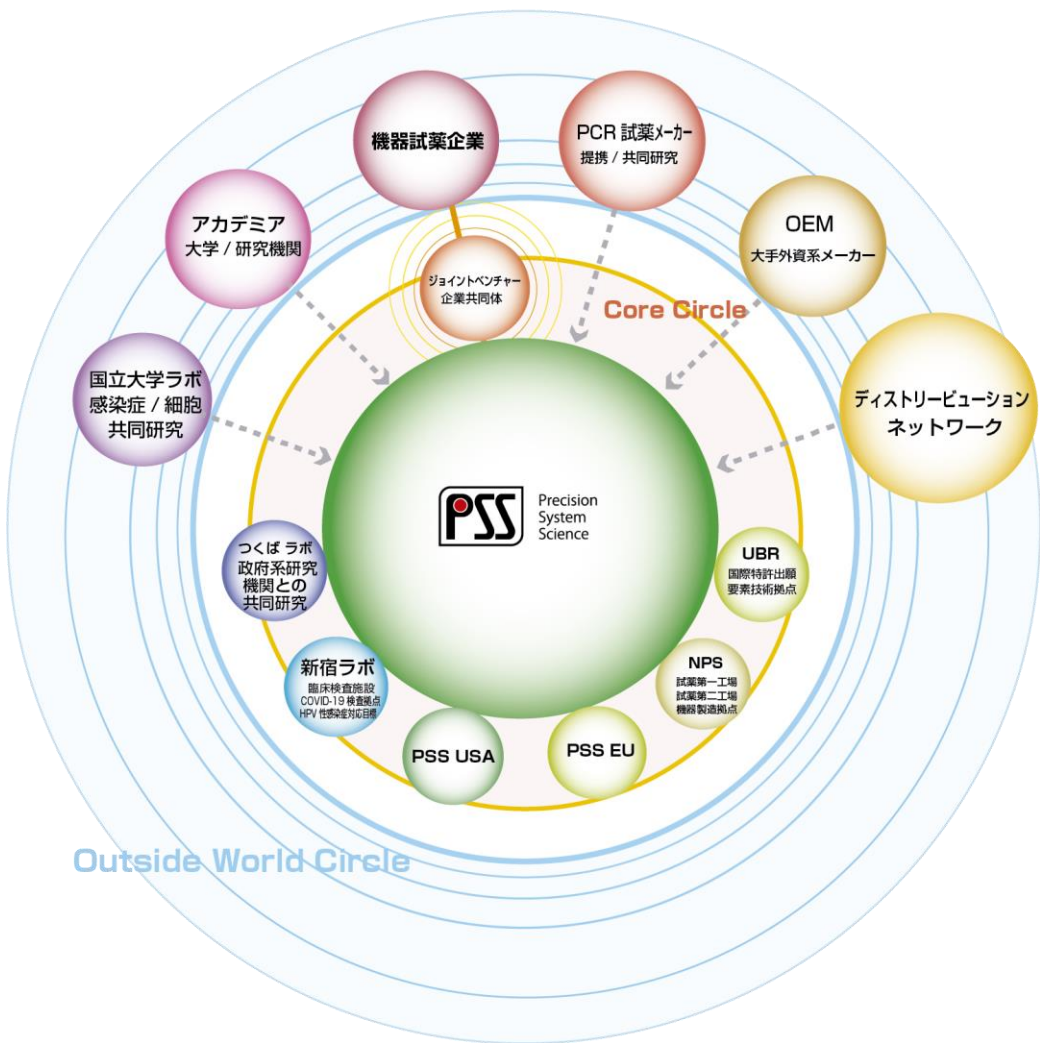 機器試薬企業
PCR 試薬メーカー
提携 / 共同研究
アカデミア
大学 / 研究機関
OEM
大手外資系メーカー
ジョイントベンチャー
企業共同体
Core Circle
国立大学ラボ
感染症 / 細胞
共同研究
ディストリービューション
ネットワーク
PSS
Precision
System
Science
つくば ラボ
政府系研究
機関との
共同研究
UBR
国際特許出願
要素技術拠点
新宿ラボ
臨床検査施設
COVID-19 検査拠点
HPV 性感染症対応目標
NPS
試薬第一工場
試薬第二工場
機器製造拠点
PSS USA
PSS EU
Outside World Circle